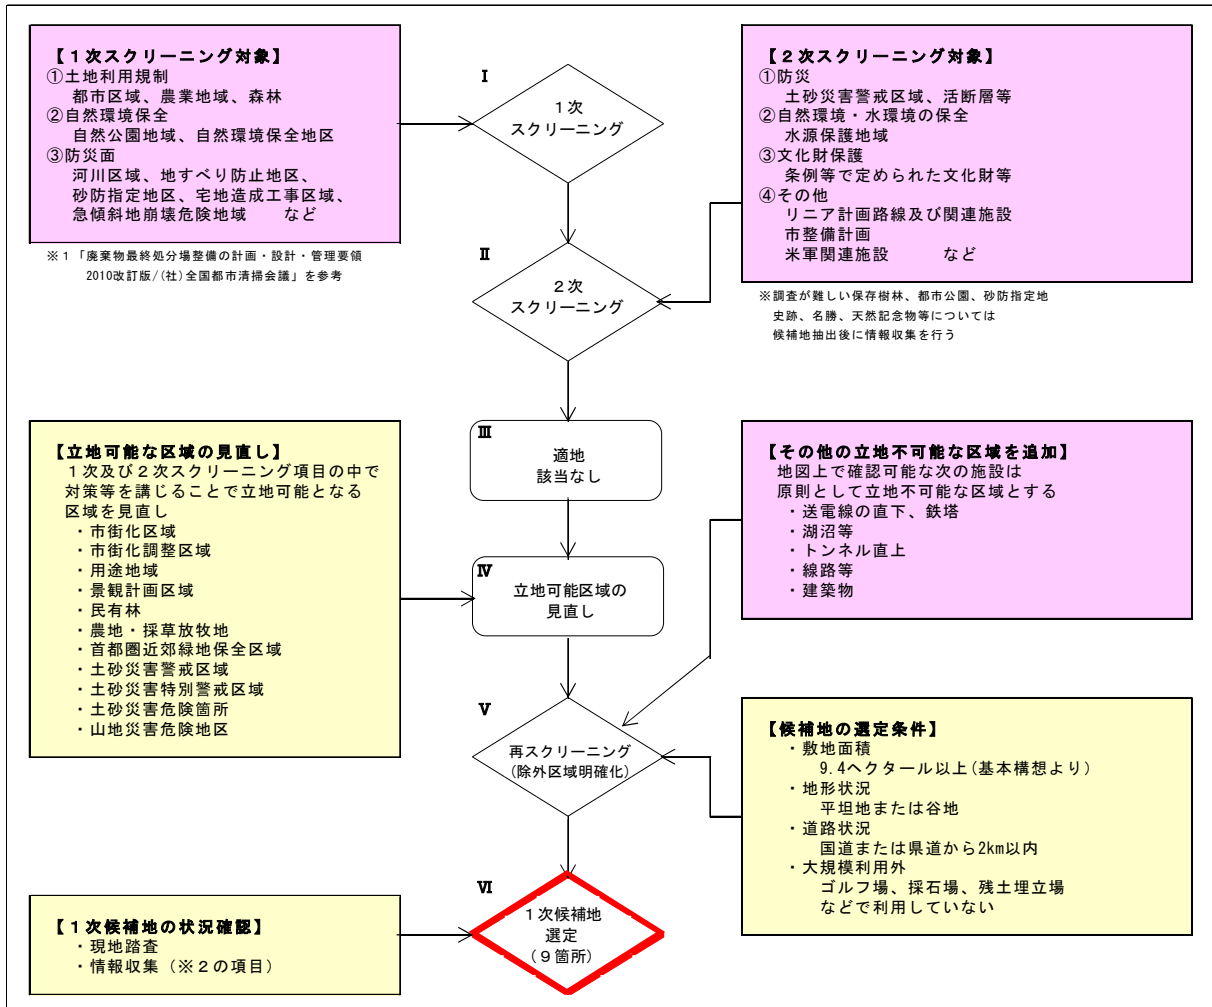 【１次スクリーニング対象】
①土地利用規制
都市区域、農業地域、森林
②自然環境保全
自然公園地域、自然環境保全地区
③防災面
河川区域、地すべり防止地区、
砂防指定地区、宅地造成工事区域、
急傾斜地崩壊危険地域　など
※１「廃棄物最終処分場整備の計画・設計・管理要領
2010改訂版/(社)全国都市清掃会議」を参考
Ⅰ
１次
スクリーニング
【２次スクリーニング対象】
①防災
土砂災害警戒区域、活断層等
②自然環境・水環境の保全
水源保護地域
③文化財保護
条例等で定められた文化財等
④その他
リニア計画路線及び関連施設
市整備計画
米軍関連施設　　など
※調査が難しい保存樹林、都市公園、砂防指定地
史跡、名勝、天然記念物等については
候補地抽出後に情報収集を行う
Ⅱ
２次
スクリーニング
Ⅲ
適地
該当なし
【立地可能な区域の見直し】
１次及び２次スクリーニング項目の中で
対策等を講じることで立地可能となる
区域を見直し
・市街化区域
・市街化調整区域
・用途地域
・景観計画区域
・民有林
・農地・採草放牧地
・首都圏近郊緑地保全区域
・土砂災害警戒区域
・土砂災害特別警戒区域
・土砂災害危険箇所
・山地災害危険地区
Ⅳ
立地可能区域の
見直し
【その他の立地不可能な区域を追加】
地図上で確認可能な次の施設は
原則として立地不可能な区域とする
・送電線の直下、鉄塔
・湖沼等
・トンネル直上
・線路等
・建築物
Ⅴ
再スクリーニング
(除外区域明確化)
【候補地の選定条件】
・敷地面積
9.4ヘクタール以上(基本構想より)
・地形状況
平坦地または谷地
・道路状況
国道または県道から2km以内
・大規模利用外
ゴルフ場、採石場、残土埋立場
などで利用していない
Ⅵ
１次候補地
選定
(９箇所)
【１次候補地の状況確認】
・現地踏査
・情報収集（※２の項目）